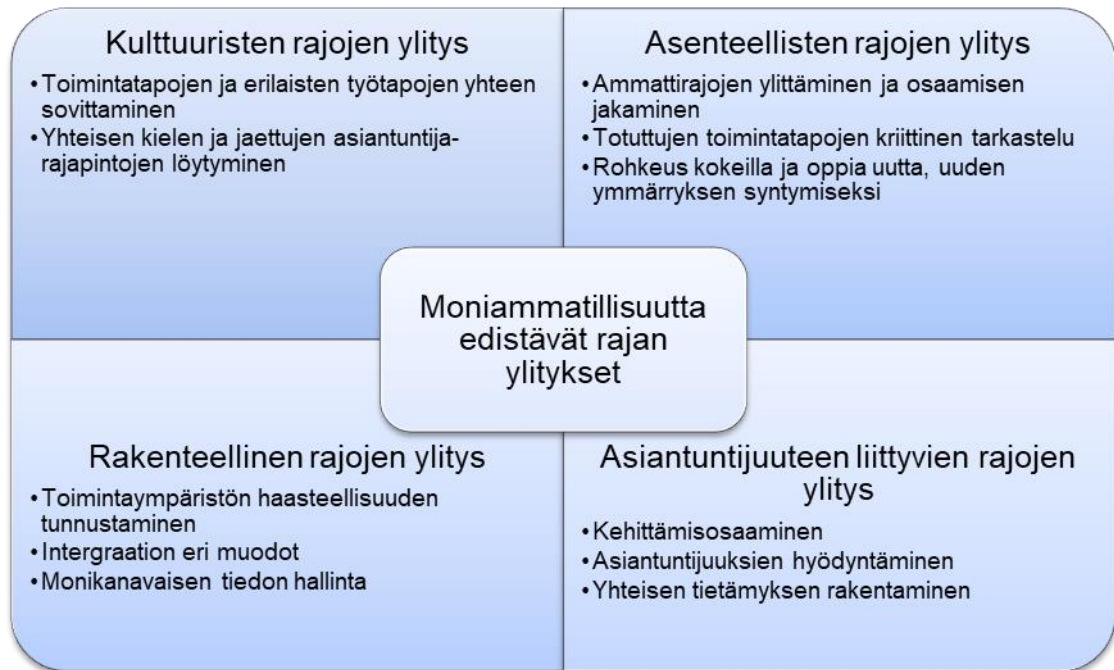 Kulttuuristen rajojen ylitys
•Toimintatapojen ja erilaisten työtapojen yhteen
sovittaminen
•Yhteisen kielen ja jaettujen asiantuntija-
rajapintojen löytyminen
Asenteellisten rajojen ylitys
•Ammattirajojen ylittäminen ja osaamisen
jakaminen
•Totuttujen toimintatapojen kriittinen tarkastelu
•Rohkeus kokeilla ja oppia uutta, uuden
ymmärryksen syntymiseksi
Moniammatillisuutta
edistävät rajan
ylitykset
Rakenteellinen rajojen ylitys
•Toimintaympäristön haasteellisuuden
tunnustaminen
•Intergraation eri muodot
•Monikanavaisen tiedon hallinta
Asiantuntijuuteen liittyvien rajojen
ylitys
•Kehittämisosaaminen
•Asiantuntijuuksien hyödyntäminen
•Yhteisen tietämyksen rakentaminen